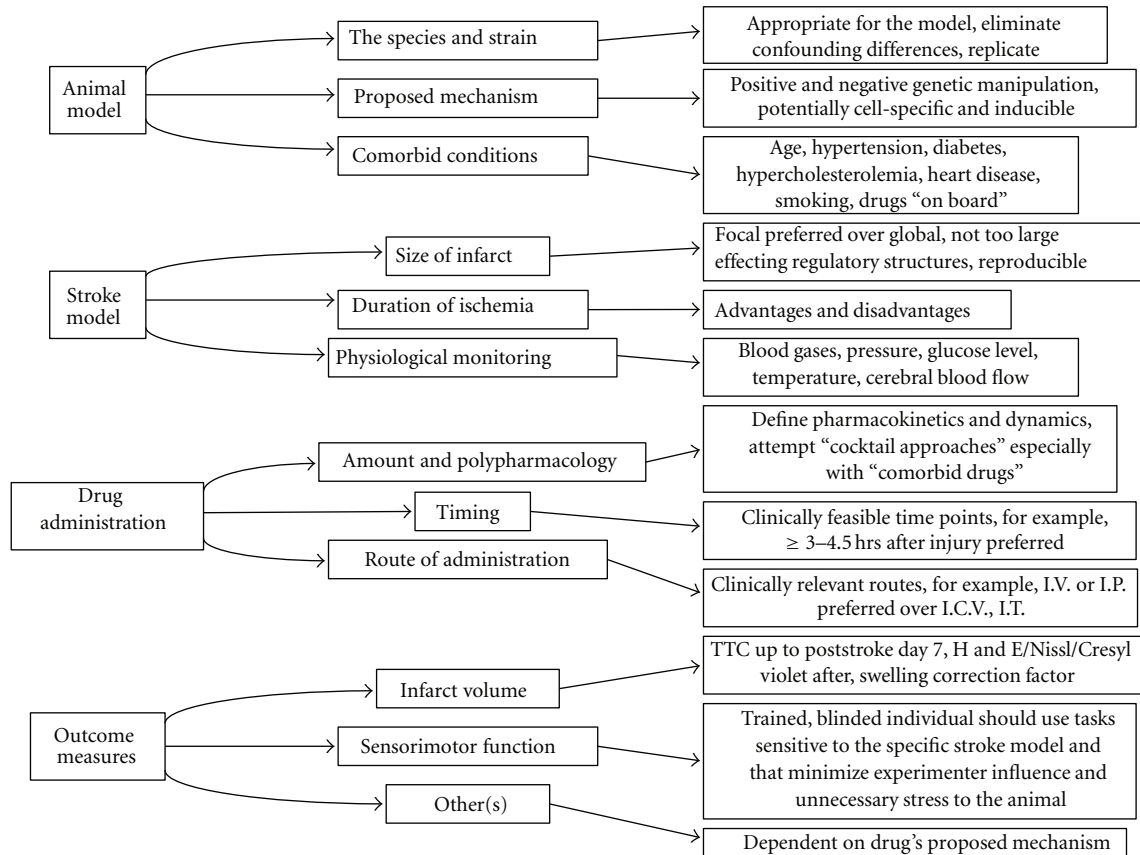 Animal
model
The species and strain
Appropriate for the model, eliminate
confounding differences, replicate
Proposed mechanism
Positive and negative genetic manipulation,
potentially cell-specific and inducible
Comorbid conditions
Age, hypertension, diabetes,
hypercholesterolemia, heart disease,
smoking, drugs “on board”
Stroke
model
Size of infarct
Focal preferred over global, not too large
effecting regulatory structures, reproducible
Duration of ischemia
Advantages and disadvantages
Physiological monitoring
Blood gases, pressure, glucose level,
temperature, cerebral blood flow
Drug
administration
Amount and polypharmacology
Define pharmacokinetics and dynamics,
attempt “cocktail approaches” especially
with “comorbid drugs”
Timing
Clinically feasible time points, for example,
≥ 3–4.5 hrs after injury preferred
Route of administration
Clinically relevant routes, for example, I.V. or I.P.
preferred over I.C.V., I.T.
Outcome
measures
Infarct volume
TTC up to poststroke day 7, H and E/Nissl/Cresyl
violet after, swelling correction factor
Sensorimotor function
Trained, blinded individual should use tasks
sensitive to the specific stroke model and
that minimize experimenter influence and
unnecessary stress to the animal
Other(s)
Dependent on drug’s proposed mechanism